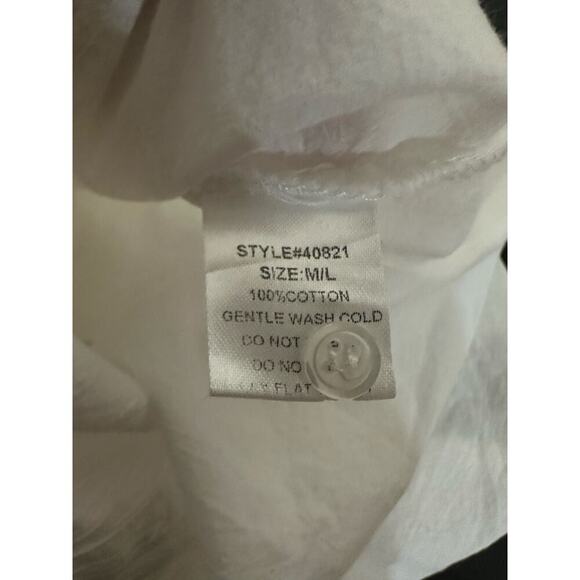 STYLE#40821
SIZE:M/L
100%COTTON
GENTLE WASH COLD
DO NOT
DO NO
FLAT